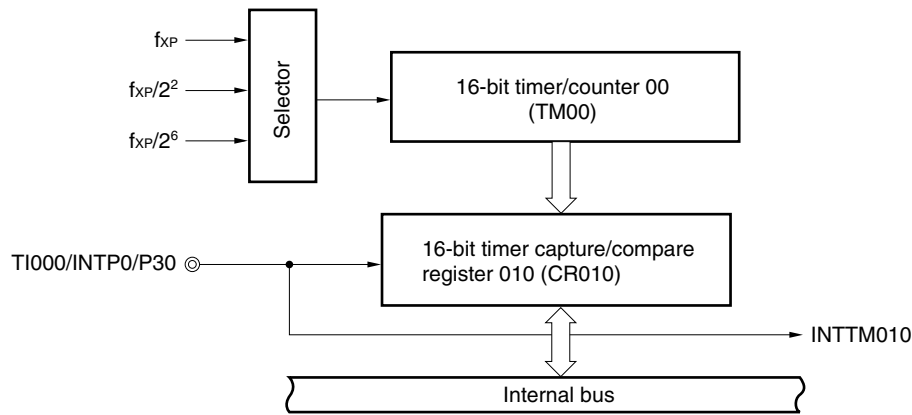 fXP
fXP/2²
fXP/2⁶
Selector
16-bit timer/counter 00
(TM00)
16-bit timer capture/compare
register 010 (CR010)
TI000/INTP0/P30
INTTM010
Internal bus